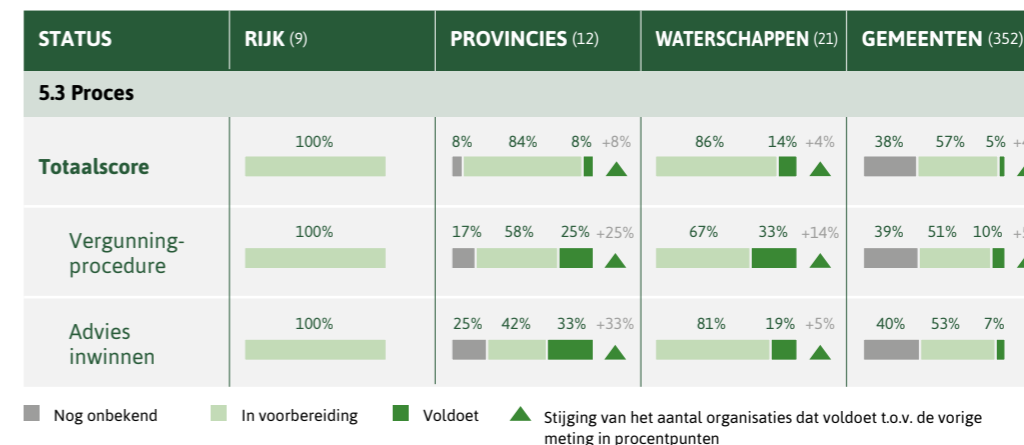 STATUS RIJK (9) PROVINCIES (12) WATERSCHAPPEN (21) GEMEENTEN (352)
5.3 Proces
100% 8% 84% 8% +8% 86% 14% +4% 38% 57% 5%
Totaalscore
100% 17% 58% 25% +25% 67% 33% +14% 39% 51% 10%
Vergunning-
procedure
100% 25% 42% 33% +33% 81% 19% +5% 40% 53% 7%
Advies
inwinnen
Nog onbekend In voorbereiding Voldoet Stijging van het aantal organisaties dat voldoet t.o.v. de vorige
meting in procentpunten